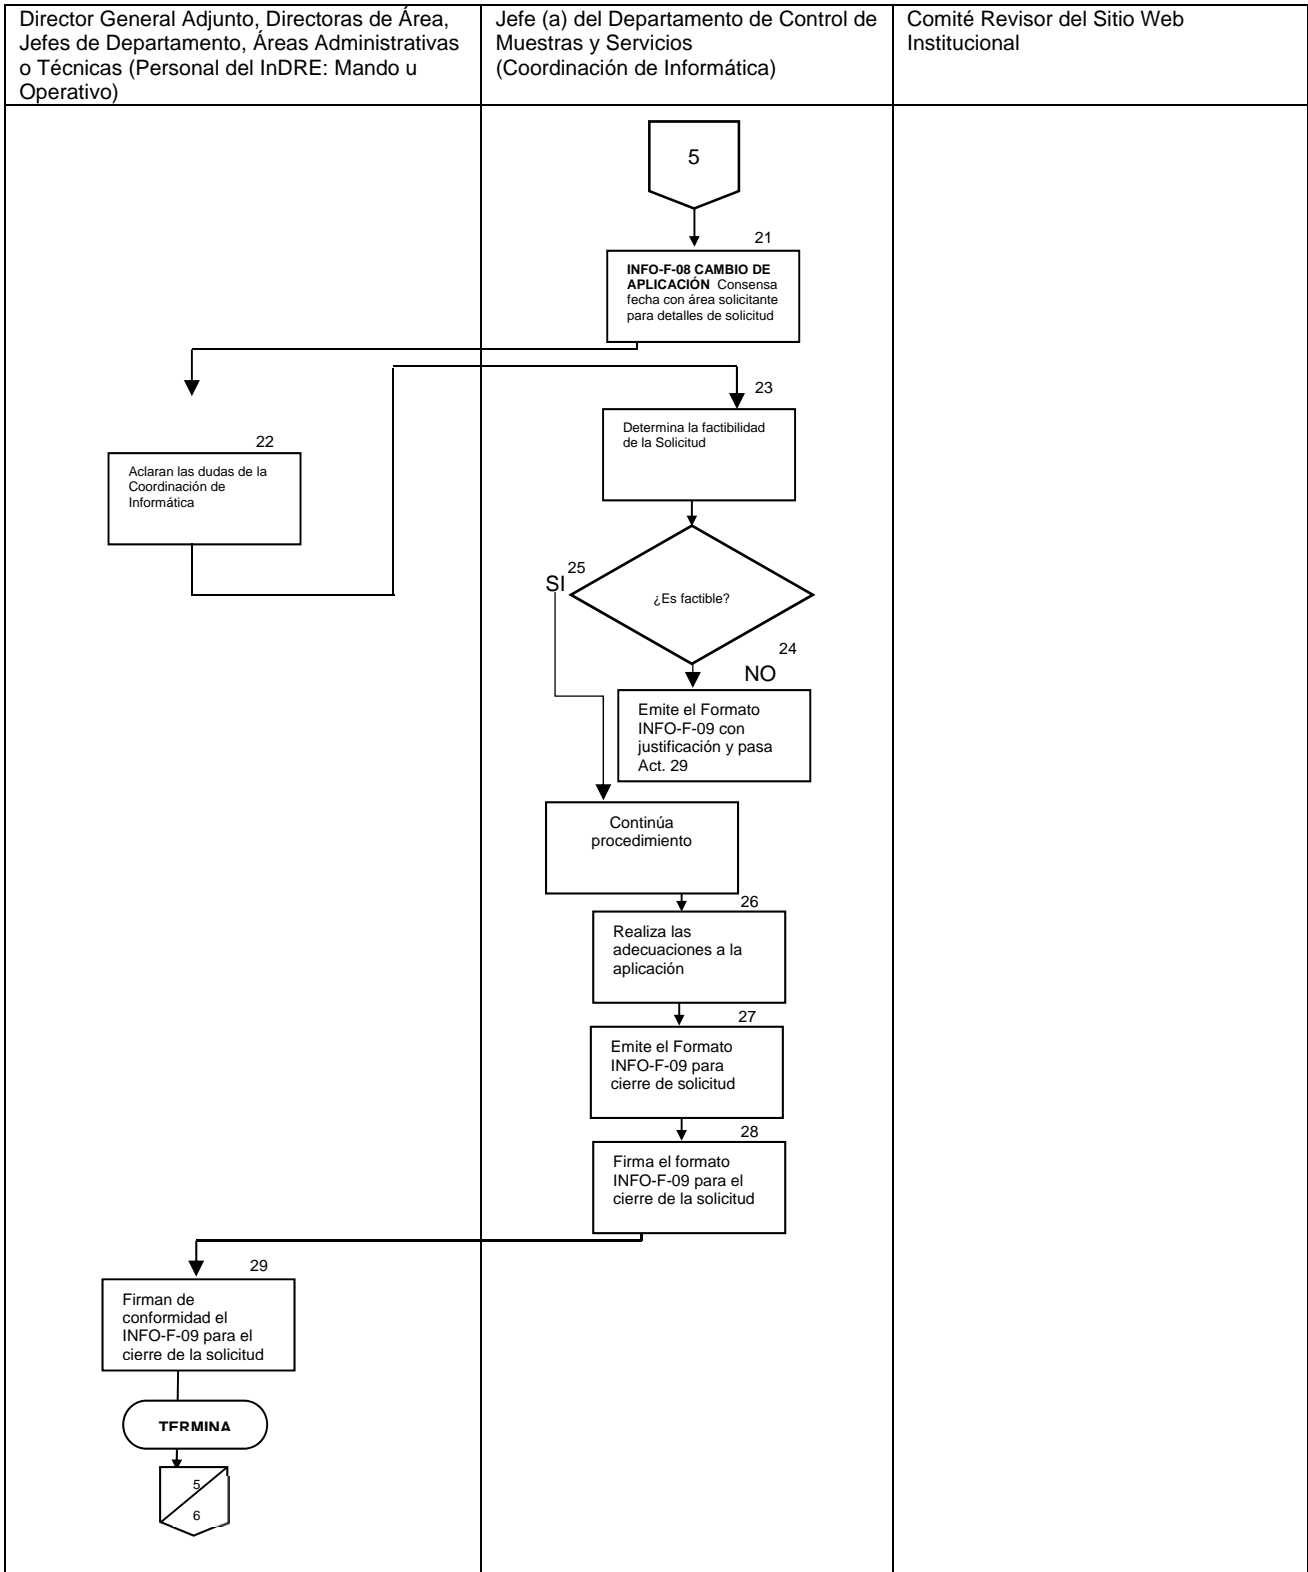 Director General Adjunto, Directoras de Área,
Jefes de Departamento, Áreas Administrativas
o Técnicas (Personal del InDRE: Mando u
Operativo)
Jefe (a) del Departamento de Control de
Muestras y Servicios
(Coordinación de Informática)
Comité Revisor del Sitio Web
Institucional
5
21
INFO-F-08 CAMBIO DE
APLICACIÓN Consensa
fecha con área solicitante
para detalles de solicitud
23
Determina la factibilidad
de la Solicitud
22
Aclaran las dudas de la
Coordinación de
Informática
25
SI
¿Es factible?
24
NO
Emite el Formato
INFO-F-09 con
justificación y pasa
Act. 29
Continúa
procedimiento
26
Realiza las
adecuaciones a la
aplicación
27
Emite el Formato
INFO-F-09 para
cierre de solicitud
28
Firma el formato
INFO-F-09 para el
cierre de la solicitud
29
Firman de
conformidad el
INFO-F-09 para el
cierre de la solicitud
TERMINA
5
6